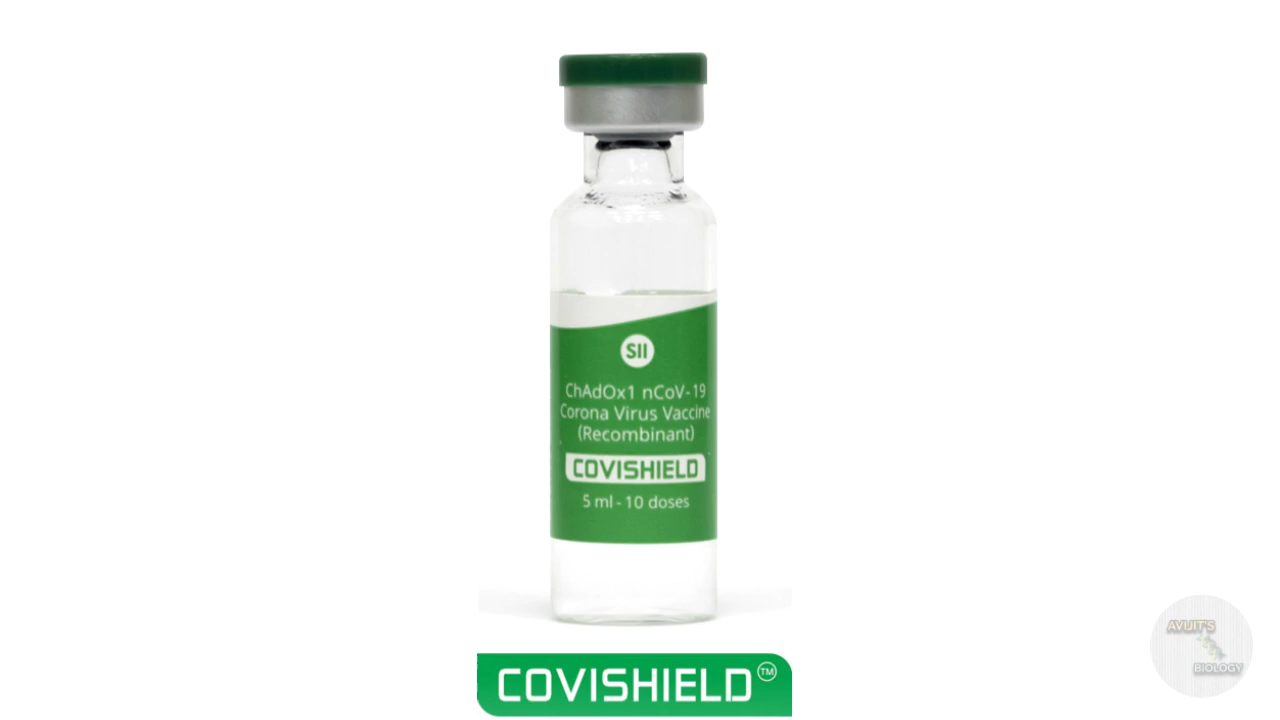 SII
ChAdOx1 nCoV-19
Corona Virus Vaccine
(Recombinant)
COVISHIELD
5 ml - 10 doses
COVISHIELD™
AVIJIT'S
BIOLOGY